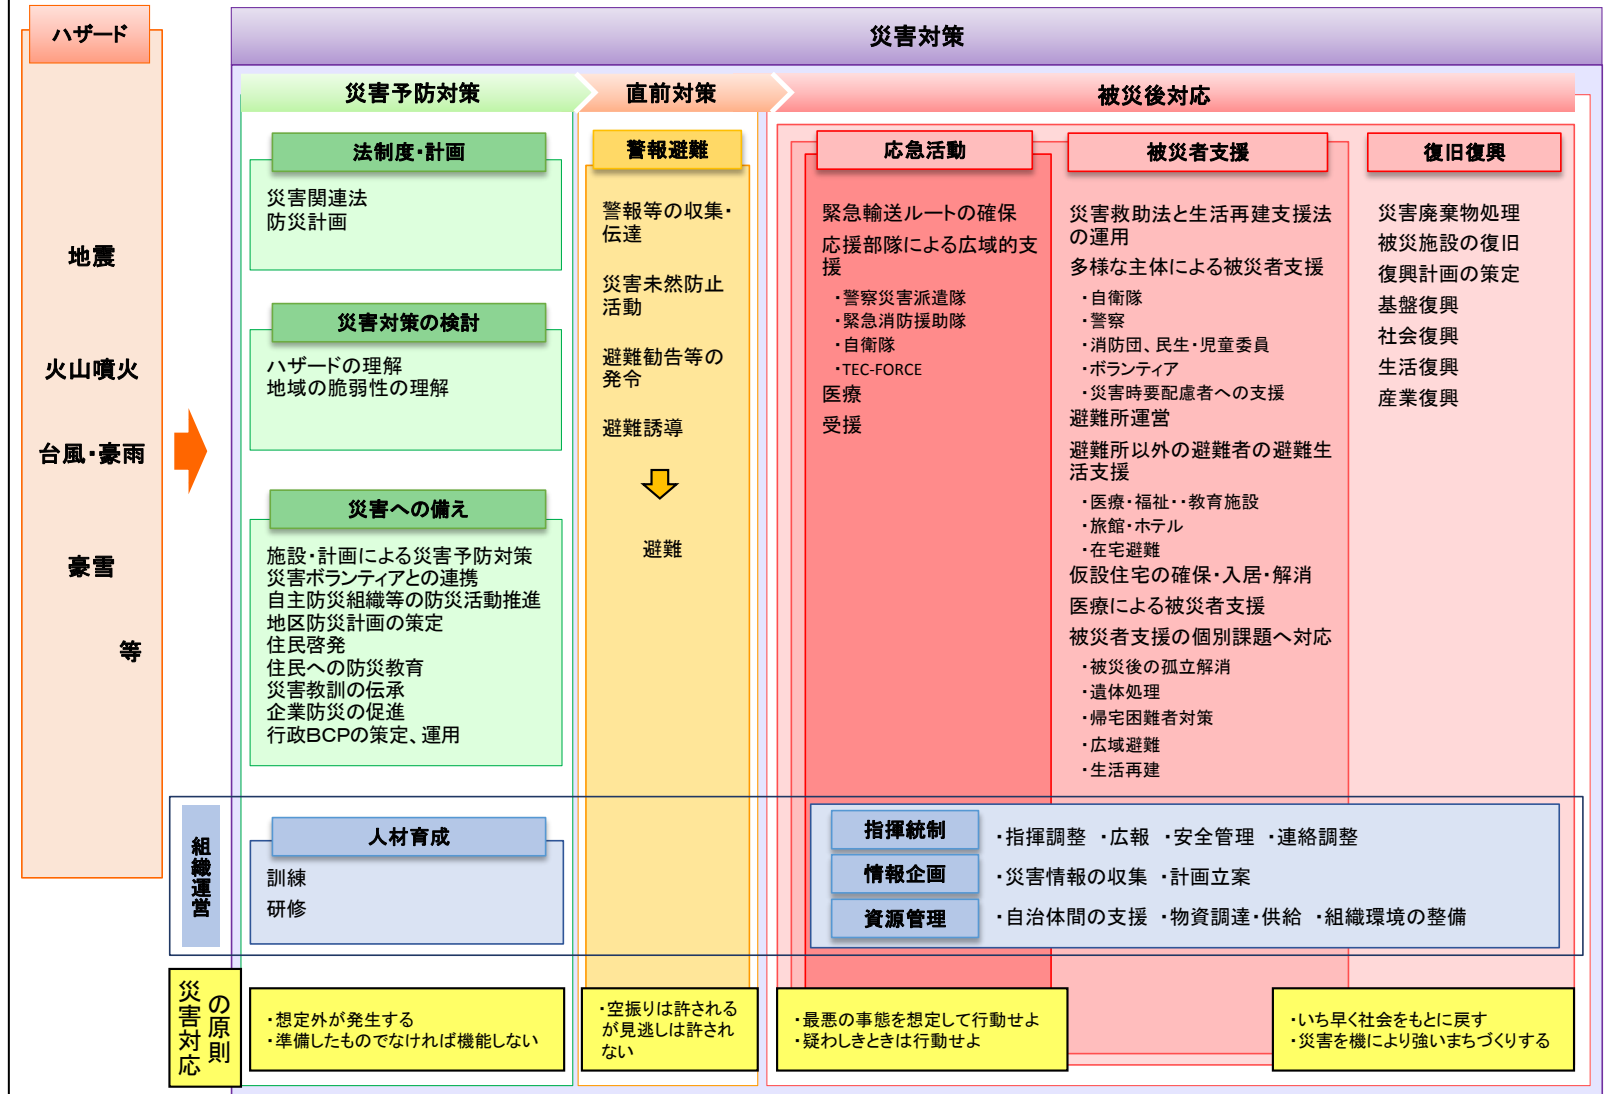 ハザード
地震
火山噴火
台風・豪雨
豪雪
等
災害対策
災害予防対策
直前対策
被災後対応
法制度・計画
災害関連法
防災計画
災害対策の検討
ハザードの理解
地域の脆弱性の理解
災害への備え
施設・計画による災害予防対策
災害ボランティアとの連携
自主防災組織等の防災活動推進
地区防災計画の策定
住民啓発
住民への防災教育
災害教訓の伝承
企業防災の促進
行政BCPの策定、運用
警報避難
警報等の収集・
伝達
災害未然防止
活動
避難勧告等の
発令
避難誘導
避難
応急活動
緊急輸送ルートの確保
応援部隊による広域的支
援
・警察災害派遣隊
・緊急消防援助隊
・自衛隊
・TEC-FORCE
医療
受援
被災者支援
災害救助法と生活再建支援法
の運用
多様な主体による被災者支援
・自衛隊
・警察
・消防団、民生・児童委員
・ボランティア
・災害時要配慮者への支援
避難所運営
避難所以外の避難者の避難生
活支援
・医療・福祉・・教育施設
・旅館・ホテル
・在宅避難
仮設住宅の確保・入居・解消
医療による被災者支援
被災者支援の個別課題へ対応
・被災後の孤立解消
・遺体処理
・帰宅困難者対策
・広域避難
・生活再建
復旧復興
災害廃棄物処理
被災施設の復旧
復興計画の策定
基盤復興
社会復興
生活復興
産業復興
組織運営
人材育成
訓練
研修
指揮統制
・指揮調整 ・広報 ・安全管理 ・連絡調整
情報企画
・災害情報の収集 ・計画立案
資源管理
・自治体間の支援 ・物資調達・供給 ・組織環境の整備
災害対応
の原則
・想定外が発生する
・準備したものでなければ機能しない
・空振りは許される
が見逃しは許され
ない
・最悪の事態を想定して行動せよ
・疑わしきときは行動せよ
・いち早く社会をもとに戻す
・災害を機により強いまちづくりする